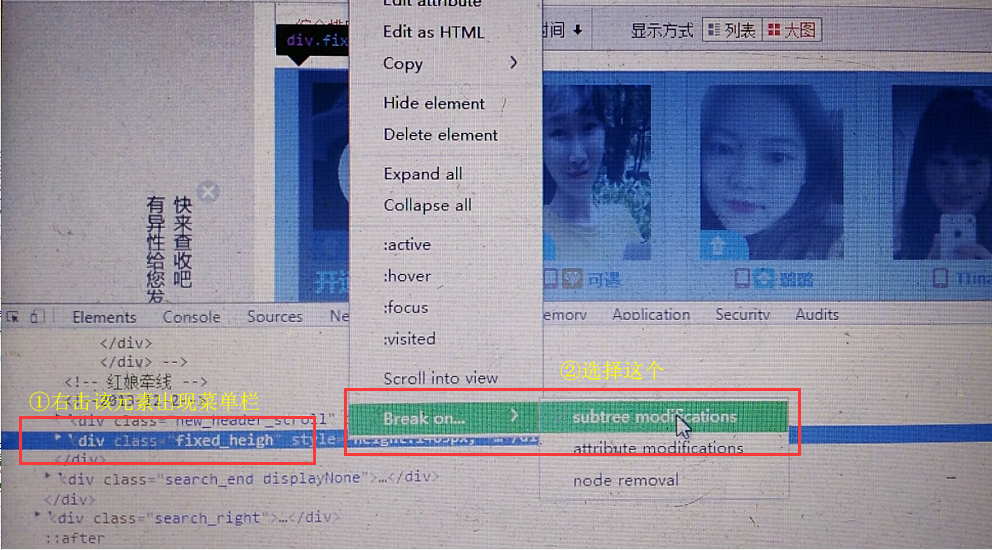 Edit attribute
Edit as HTML
Copy
Hide element
Delete element
Expand all
Collapse all
:active
:hover
:focus
:visited
Scroll into view
Break on...
subtree modifications
attribute modifications
node removal
div.fix
时间
显示方式 列表 大图
快来查收吧
有异性给您发
可遇
Elements Console Sources Ne emory Application Security Audits
</div>
</div> -->
<!-- 红娘牵线 -->
①右击该元素出现菜单栏
②选择这个
<div class="new_header_scroll"
<div class="fixed_heigh" style
</div>
<div class="search_end displayNone">…</div>
</div>
<div class="search_right">…</div>
::after